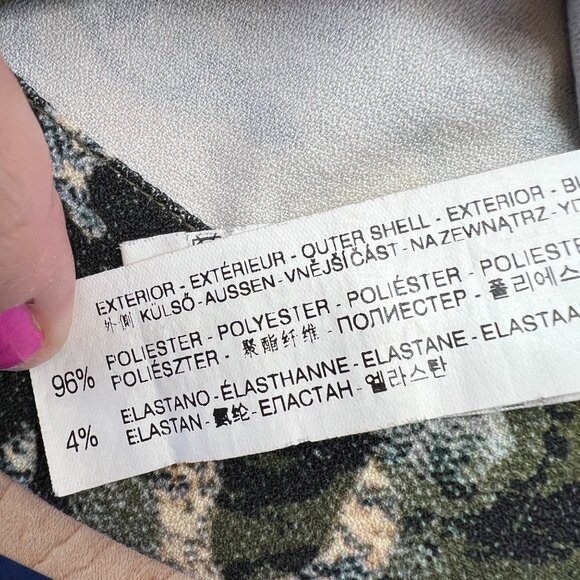 EXTERIOR - EXTÉRIEUR - OUTER SHELL - EXTERIOR -
外侧 KÜLSŐ - AUSSEN - VNĚJŠÍ ČÁST - NA ZEWNĄTRZ -
96% POLIESTER - POLYESTER - POLIÉSTER - POLIESTE
POLIÉSZTER - 聚酯纤维 - ПОЛИЕСТЕР - 폴리에스
4% ELASTANO - ÉLASTHANNE - ELASTANE - ELASTAA
ELASTAN - 氨纶 - ЕЛАСТАН - 엘라스탄